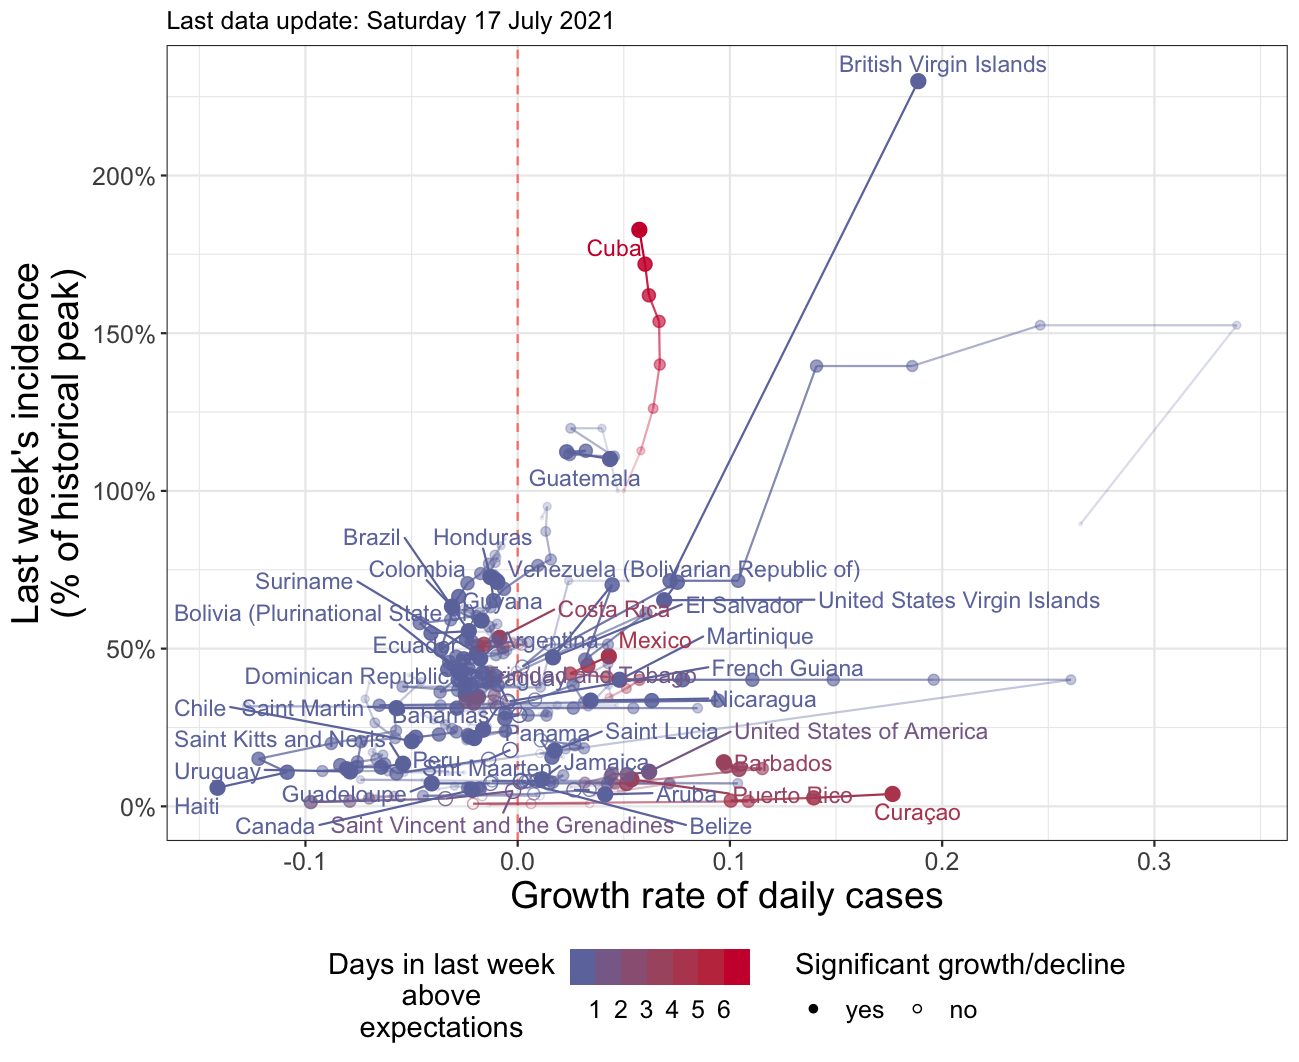 Last data update: Saturday 17 July 2021
Last week's incidence
(% of historical peak)
200%
150%
100%
50%
0%
British Virgin Islands
Cuba
Guatemala
Brazil
Honduras
Colombia
Venezuela (Bolivarian Republic of)
Suriname
Guyana
Costa Rica
El Salvador
United States Virgin Islands
Bolivia (Plurinational State of)
Ecuador
Argentina
Mexico
Martinique
Dominican Republic
Trinidad and Tobago
French Guiana
Chile
Saint Martin
Bahamas
Nicaragua
Saint Kitts and Nevis
Panama
Saint Lucia
United States of America
Uruguay
Peru
Sint Maarten
Jamaica
Barbados
Haiti
Guadeloupe
Aruba
Puerto Rico
Curaçao
Canada
Saint Vincent and the Grenadines
Belize
-0.1
0.0
0.1
0.2
0.3
Growth rate of daily cases
Days in last week
above
expectations
1 2 3 4 5 6
Significant growth/decline
yes
no